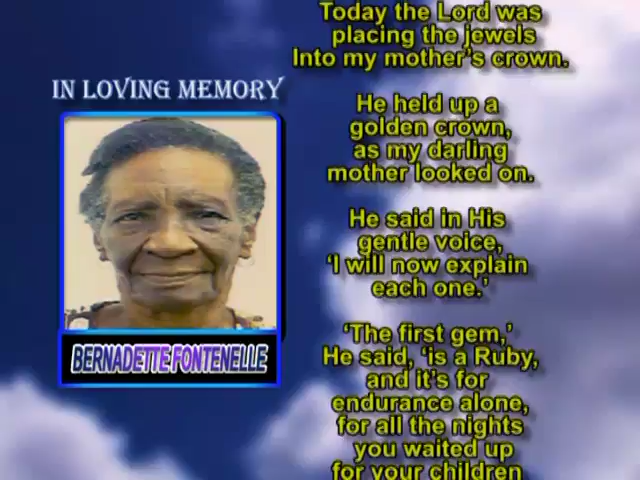 Today the Lord was
placing the jewels
Into my mother's crown.
IN LOVING MEMORY
He held up a
golden crown,
as my darling
mother looked on.
He said in His
gentle voice,
‘I will now explain
each one.’
‘The first gem,’
He said, ‘is a Ruby,
and it’s for
endurance alone,
for all the nights
you waited up
for your children
BERNADETTE FONTENELLE